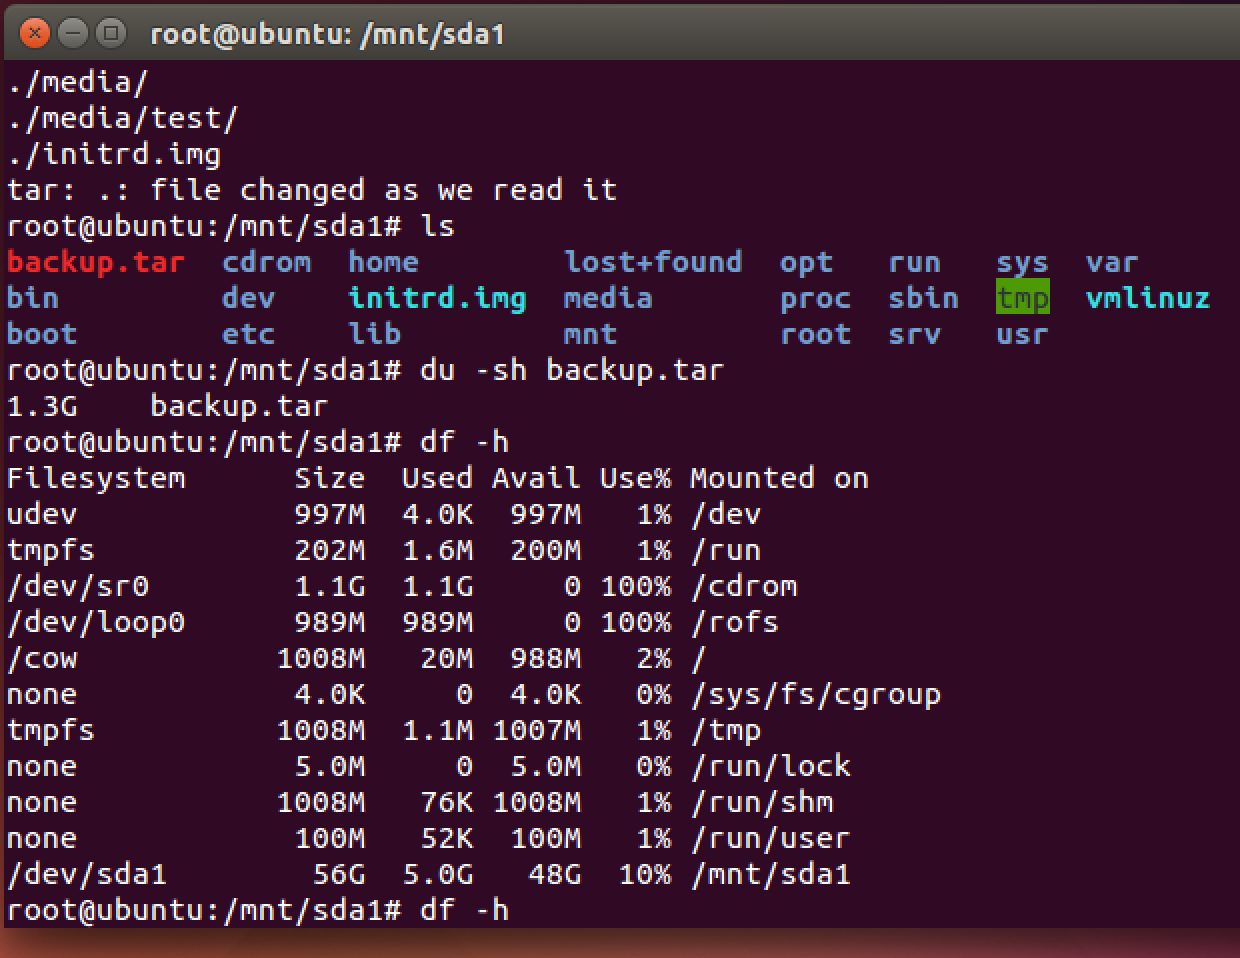 root@ubuntu: /mnt/sda1
./media/
./media/test/
./initrd.img
tar: .: file changed as we read it
root@ubuntu:/mnt/sda1# ls
backup.tar  cdrom  home        lost+found  opt   run   sys  var
bin         dev    initrd.img  media       proc  sbin  tmp  vmlinuz
boot        etc    lib         mnt         root  srv   usr
root@ubuntu:/mnt/sda1# du -sh backup.tar
1.3G    backup.tar
root@ubuntu:/mnt/sda1# df -h
Filesystem      Size  Used Avail Use% Mounted on
udev            997M  4.0K  997M   1% /dev
tmpfs           202M  1.6M  200M   1% /run
/dev/sr0        1.1G  1.1G     0 100% /cdrom
/dev/loop0      989M  989M     0 100% /rofs
/cow           1008M   20M  988M   2% /
none            4.0K     0  4.0K   0% /sys/fs/cgroup
tmpfs          1008M  1.1M 1007M   1% /tmp
none            5.0M     0  5.0M   0% /run/lock
none           1008M   76K 1008M   1% /run/shm
none            100M   52K  100M   1% /run/user
/dev/sda1        56G  5.0G   48G  10% /mnt/sda1
root@ubuntu:/mnt/sda1# df -h